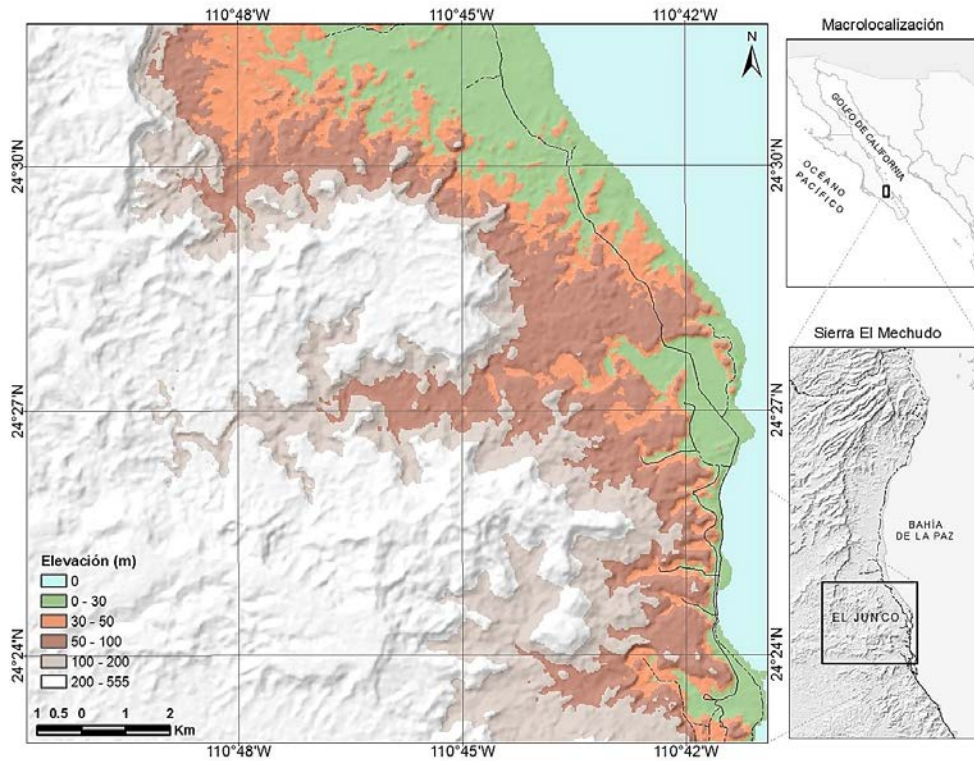 110°48'W 110°45'W 110°42'W
Macrolocalización
N
GOLFO DE CALIFORNIA
OCÉANO
PACÍFICO
24°30'N 24°30'N
Sierra El Mechudo
24°27'N 24°27'N
BAHÍA
DE LA PAZ
EL JUNCO
Elevación (m)
0
0 - 30
30 - 50
50 - 100
100 - 200
200 - 555
24°24'N 24°24'N
1 0.5 0 1 2
Km
110°48'W 110°45'W 110°42'W